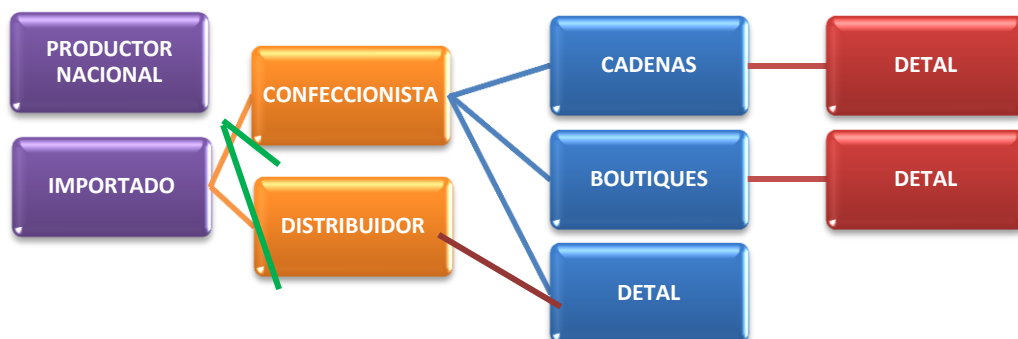 PRODUCTOR
NACIONAL
IMPORTADO
CONFECCIONISTA
DISTRIBUIDOR
CADENAS
BOUTIQUES
DETAL
DETAL
DETAL